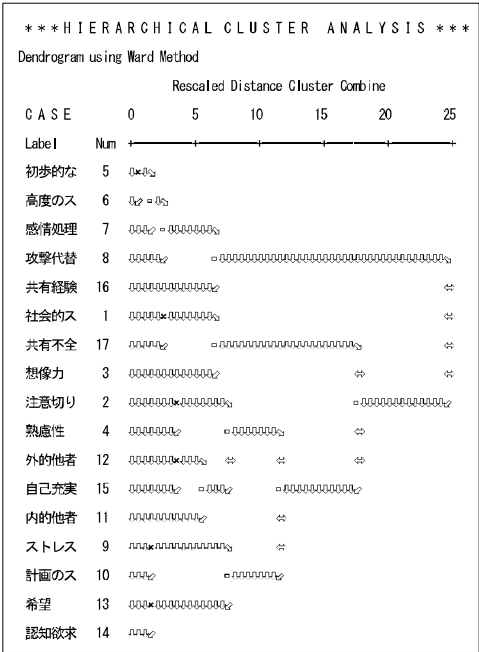 * * * H I E R A R C H I C A L  C L U S T E R  A N A L Y S I S * * *
Dendrogram using Ward Method
Rescaled Distance Cluster Combine
C A S E 0 5 10 15 20 25
Label Num
初歩的な 5
高度のス 6
感情処理 7
攻撃代替 8
共有経験 16
社会的ス 1
共有不全 17
想像力 3
注意切り 2
熟慮性 4
外的他者 12
自己充実 15
内的他者 11
ストレス 9
計画のス 10
希望 13
認知欲求 14